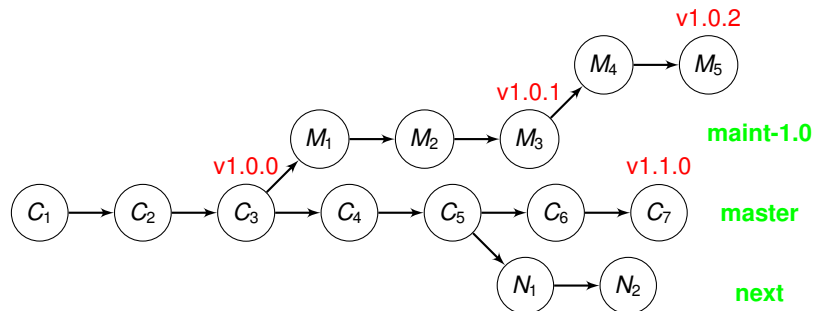 v1.0.2
M4 M5
v1.0.1
M1 M2 M3 maint-1.0
v1.0.0 v1.1.0
C1 C2 C3 C4 C5 C6 C7 master
N1 N2 next